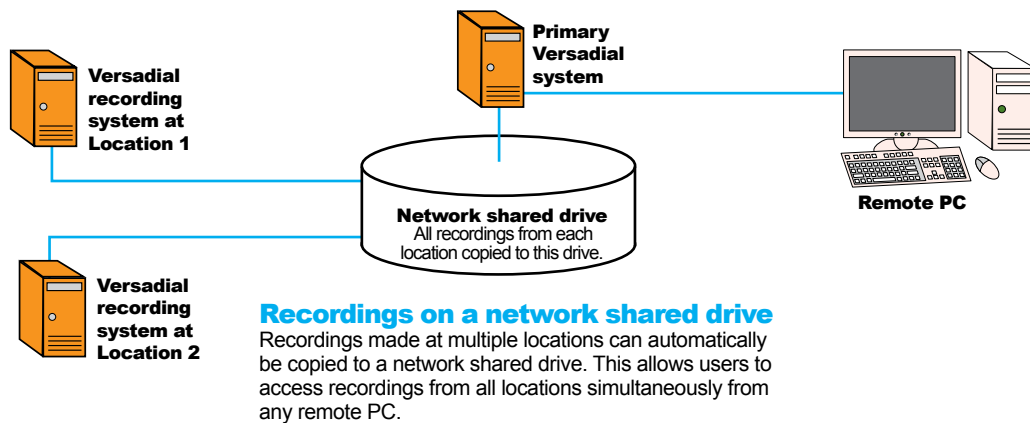 Versadial
recording
system at
Location 1
Primary
Versadial
system
Remote PC
Network shared drive
All recordings from each
location copied to this drive.
Versadial
recording
system at
Location 2
Recordings on a network shared drive
Recordings made at multiple locations can automatically
be copied to a network shared drive. This allows users to
access recordings from all locations simultaneously from
any remote PC.